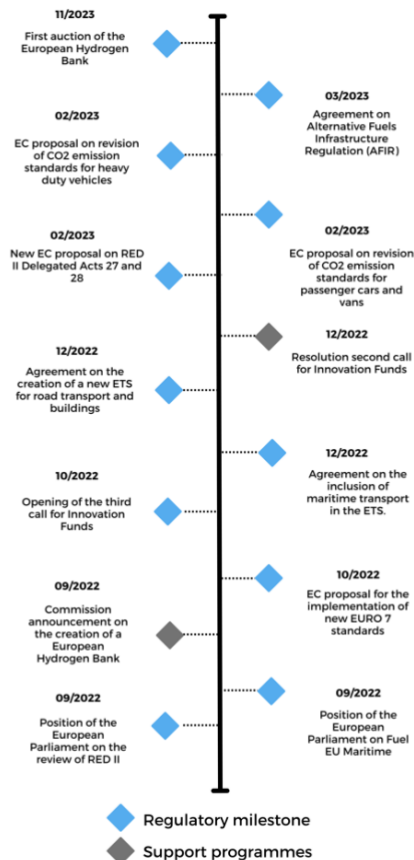 11/2023
First auction of the
European Hydrogen
Bank
03/2023
Agreement on
Alternative Fuels
Infrastructure
Regulation (AFIR)
02/2023
EC proposal on revision
of CO2 emission
standards for heavy
duty vehicles
02/2023
EC proposal on revision
of CO2 emission
standards for
passenger cars and
vans
02/2023
New EC proposal on RED
II Delegated Acts 27 and
28
12/2022
Resolution second call
for Innovation Funds
12/2022
Agreement on the
creation of a new ETS
for road transport and
buildings
12/2022
Agreement on the
inclusion of
maritime transport
in the ETS.
10/2022
Opening of the third
call for Innovation
Funds
10/2022
EC proposal for the
implementation of
new EURO 7
standards
09/2022
Commission
announcement on
the creation of a
European
Hydrogen Bank
09/2022
Position of the
European
Parliament on Fuel
EU Maritime
09/2022
Position of the
European
Parliament on the
review of RED II
Regulatory milestone
Support programmes